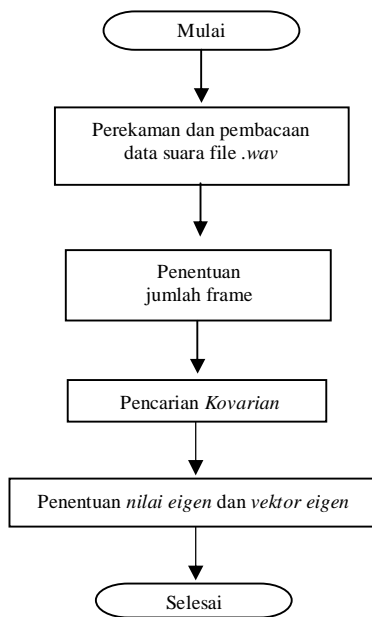 Mulai
Perekaman dan pembacaan
data suara file .wav
Penentuan
jumlah frame
Pencarian Kovarian
Penentuan nilai eigen dan vektor eigen
Selesai